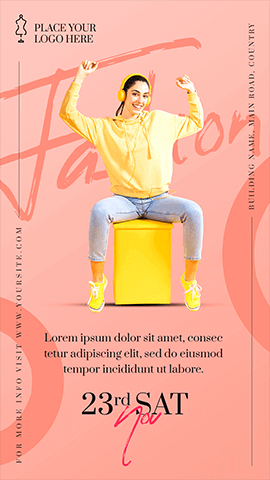 PLACE YOUR
LOGO HERE
Fashion
BUILDING NAME, MAIN ROAD, COUNTRY
FOR MORE INFO VISIT WWW.YOURSITE.COM
Lorem ipsum dolor sit amet, consec
tetur adipiscing elit, sed do eiusmod
tempor incididunt ut labore.
23rd SAT
Nov